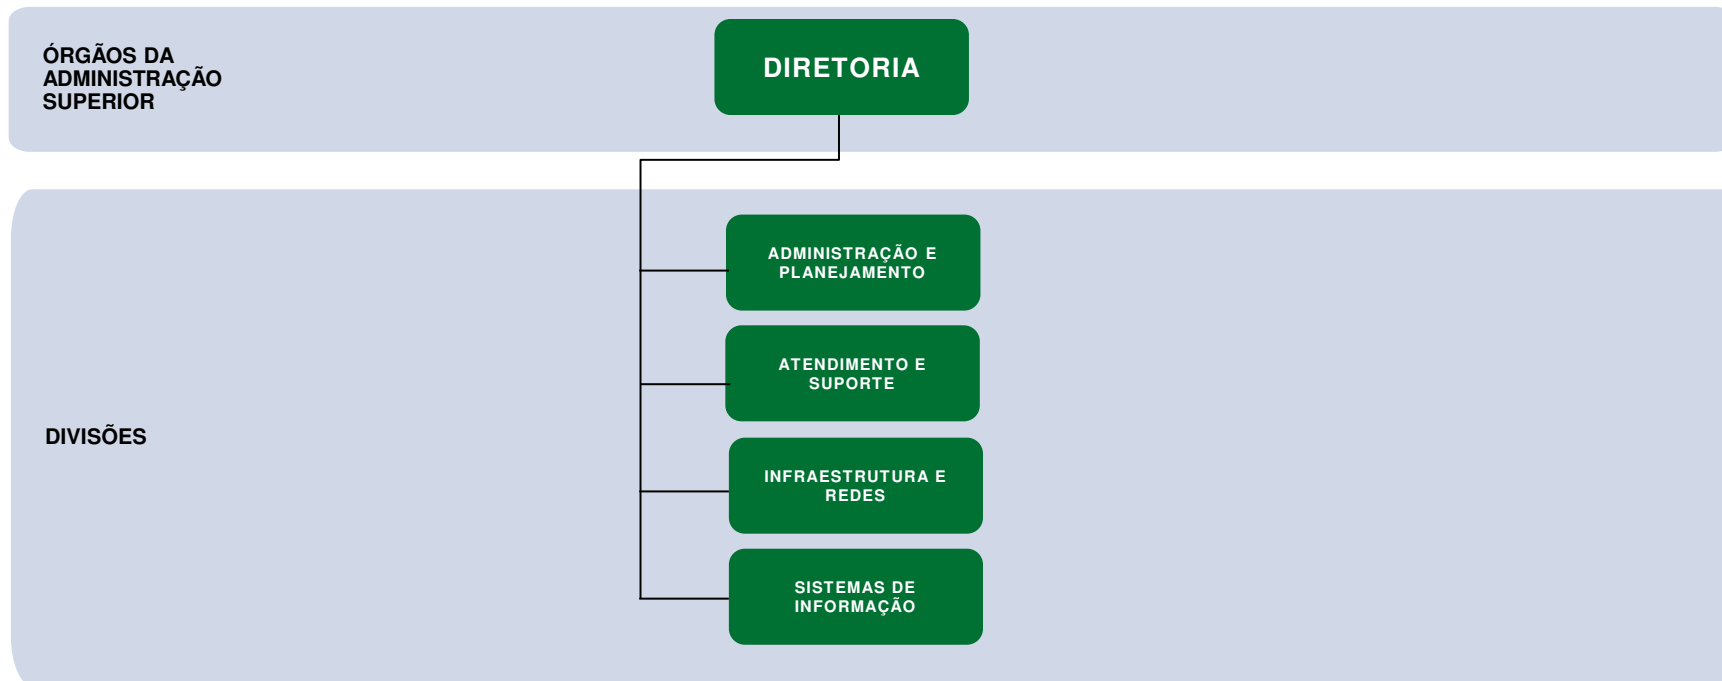 ÓRGÃOS DA
ADMINISTRAÇÃO
SUPERIOR
DIRETORIA
DIVISÕES
ADMINISTRAÇÃO E
PLANEJAMENTO
ATENDIMENTO E
SUPORTE
INFRAESTRUTURA E
REDES
SISTEMAS DE
INFORMAÇÃO